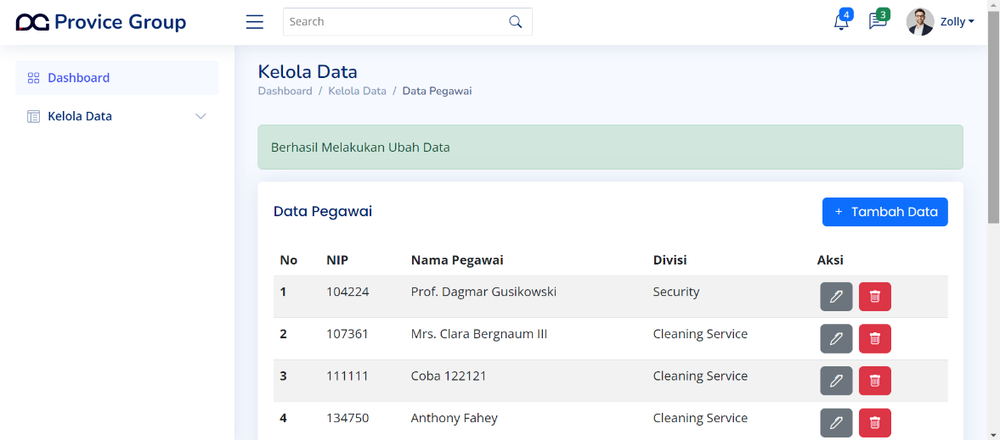 Provice Group
Search
4
3
Zolly
Dashboard
Kelola Data
Kelola Data
Dashboard / Kelola Data / Data Pegawai
Berhasil Melakukan Ubah Data
Data Pegawai
+ Tambah Data
No NIP Nama Pegawai Divisi Aksi
1 104224 Prof. Dagmar Gusikowski Security
2 107361 Mrs. Clara Bergnaum III Cleaning Service
3 111111 Coba 122121 Cleaning Service
4 134750 Anthony Fahey Cleaning Service